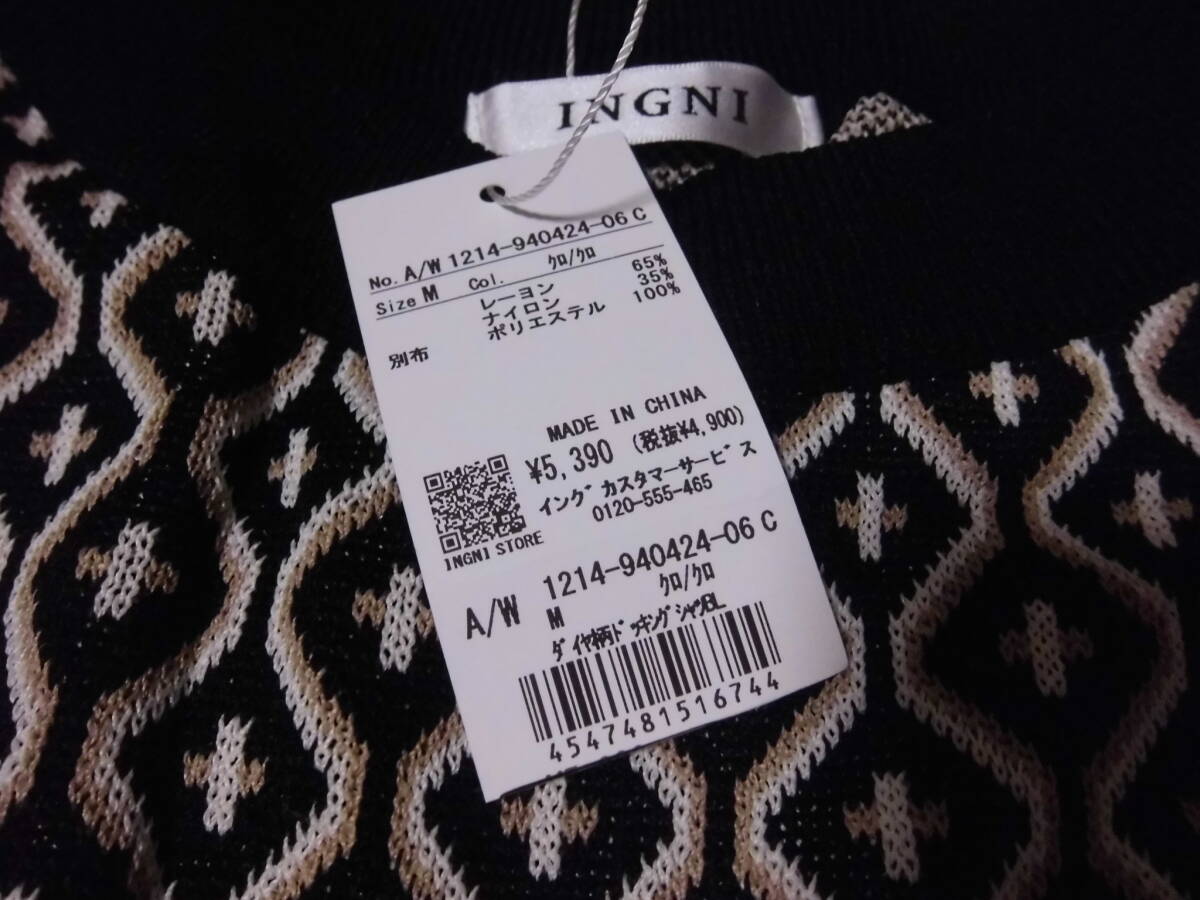 INGNI
No. A/W 1214-940424-06 C
Size M Col. ｸﾛ/ｸﾛ
レーヨン 65%
ナイロン 35%
ポリエステル 100%
別布
MADE IN CHINA
¥5,390 (税抜¥4,900)
イング カスタマーサービス
0120-555-465
INGNI STORE
A/W 1214-940424-06 C
M ｸﾛ/ｸﾛ
ダイヤ柄ドッキングシャツBL
4547481516744